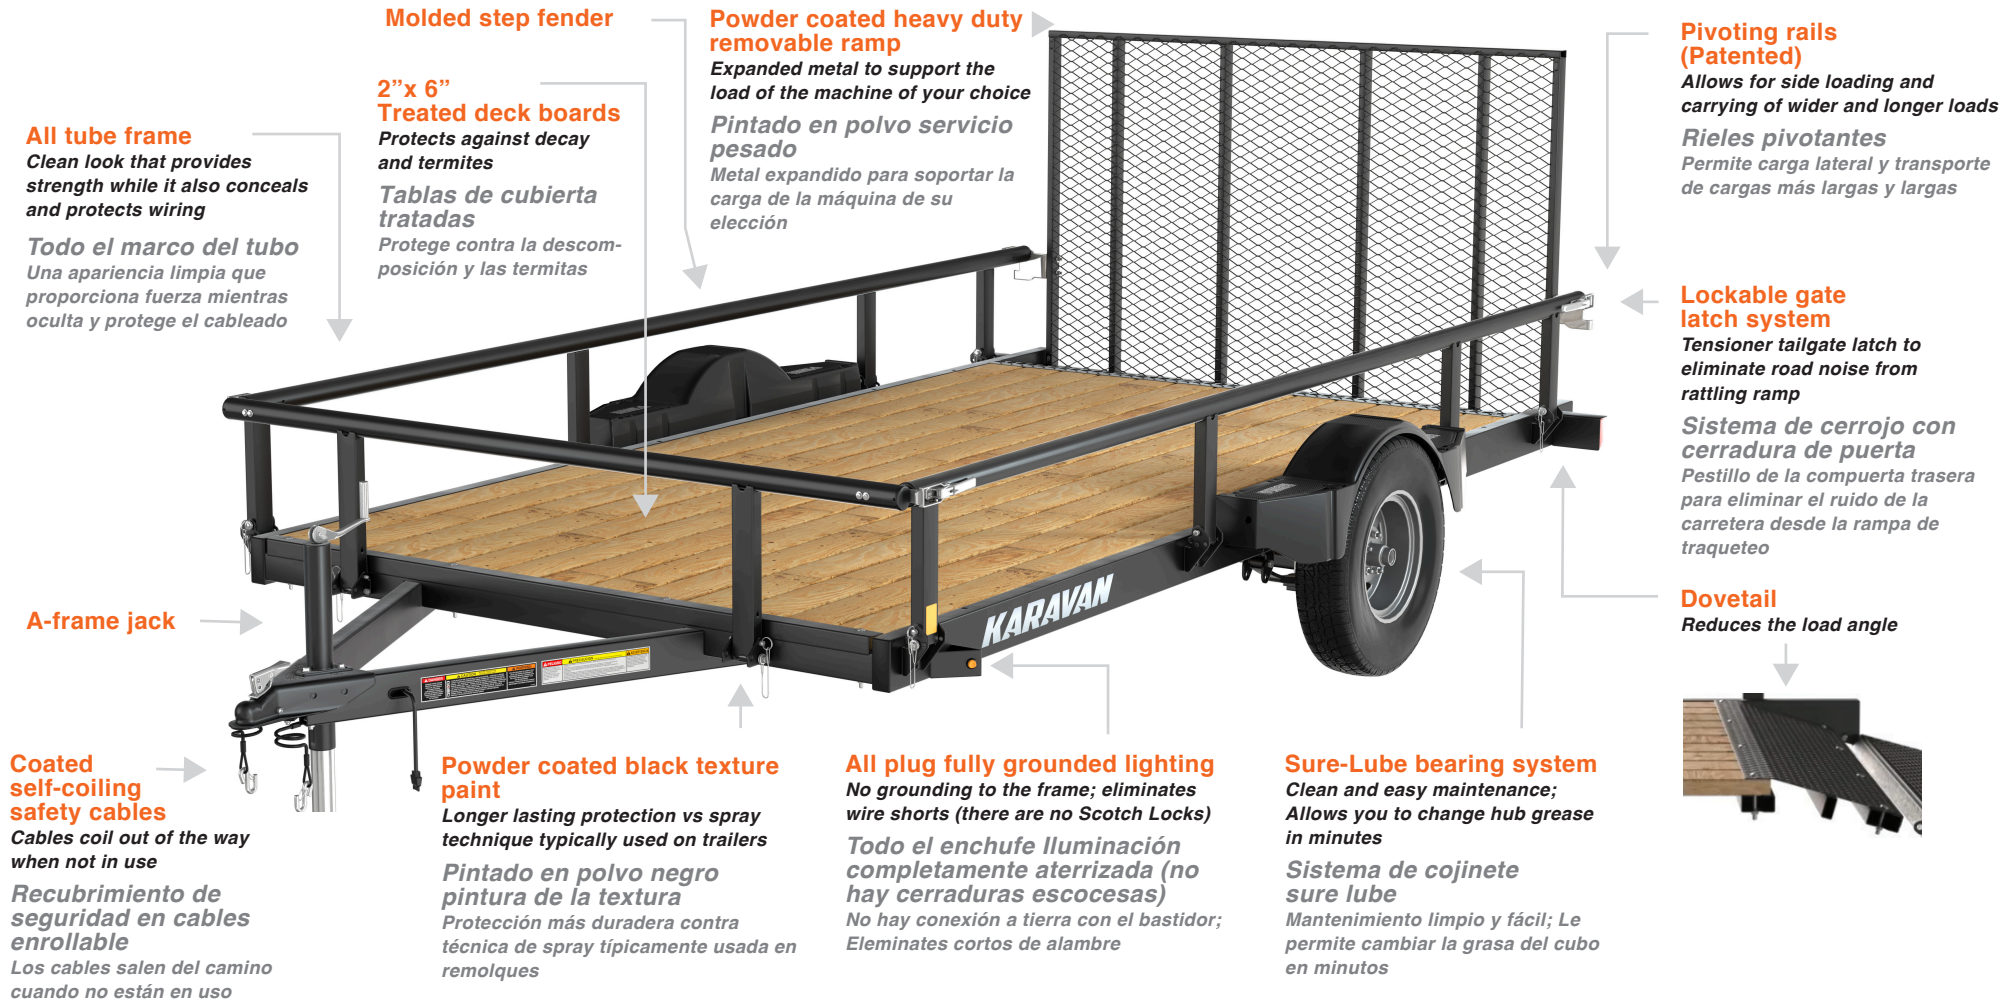 Molded step fender
Powder coated heavy duty
removable ramp
Expanded metal to support the
load of the machine of your choice
Pintado en polvo servicio
pesado
Metal expandido para soportar la
carga de la máquina de su
elección
Pivoting rails
(Patented)
Allows for side loading and
carrying of wider and longer loads
Rieles pivotantes
Permite carga lateral y transporte
de cargas más largas y largas
2”x 6”
Treated deck boards
Protects against decay
and termites
Tablas de cubierta
tratadas
Protege contra la descom-
posición y las termitas
All tube frame
Clean look that provides
strength while it also conceals
and protects wiring
Todo el marco del tubo
Una apariencia limpia que
proporciona fuerza mientras
oculta y protege el cableado
Lockable gate
latch system
Tensioner tailgate latch to
eliminate road noise from
rattling ramp
Sistema de cerrojo con
cerradura de puerta
Pestillo de la compuerta trasera
para eliminar el ruido de la
carretera desde la rampa de
traqueteo
A-frame jack
KARAVAN
Dovetail
Reduces the load angle
Coated
self-coiling
safety cables
Cables coil out of the way
when not in use
Recubrimiento de
seguridad en cables
enrollable
Los cables salen del camino
cuando no están en uso
Powder coated black texture
paint
Longer lasting protection vs spray
technique typically used on trailers
Pintado en polvo negro
pintura de la textura
Protección más duradera contra
técnica de spray típicamente usada en
remolques
All plug fully grounded lighting
No grounding to the frame; eliminates
wire shorts (there are no Scotch Locks)
Todo el enchufe Iluminación
completamente aterrizada (no
hay cerraduras escocesas)
No hay conexión a tierra con el bastidor;
Eleminates cortos de alambre
Sure-Lube bearing system
Clean and easy maintenance;
Allows you to change hub grease
in minutes
Sistema de cojinete
sure lube
Mantenimiento limpio y fácil; Le
permite cambiar la grasa del cubo
en minutos